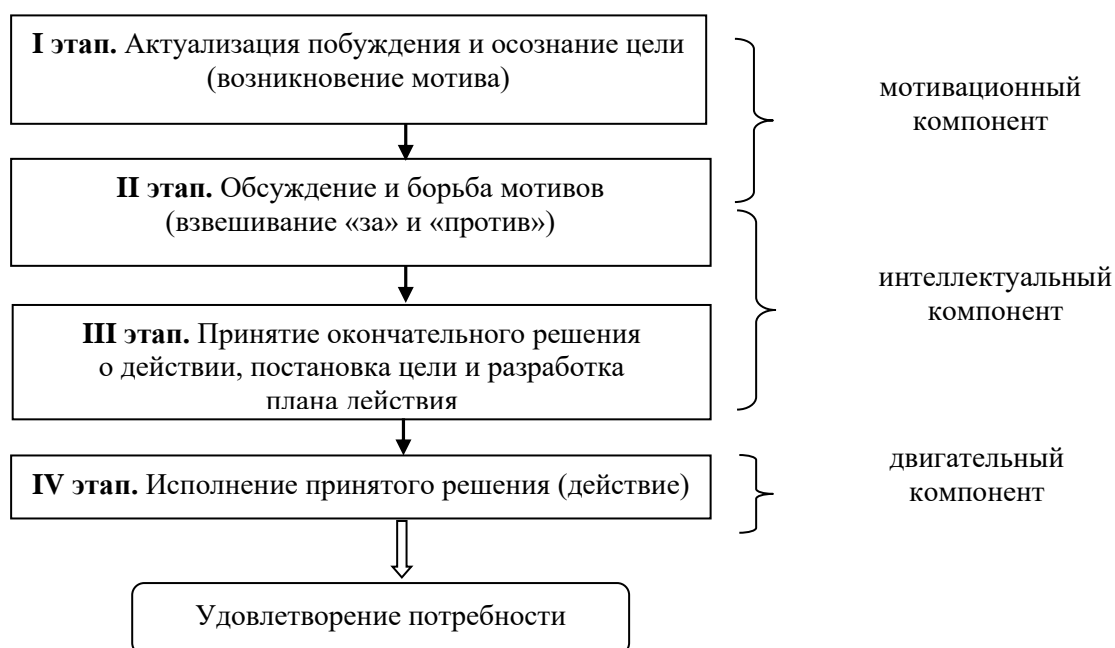 I этап. Актуализация побуждения и осознание цели
(возникновение мотива)
мотивационный
компонент
II этап. Обсуждение и борьба мотивов
(взвешивание «за» и «против»)
интеллектуальный
компонент
III этап. Принятие окончательного решения
о действии, постановка цели и разработка
плана действия
двигательный
компонент
IV этап. Исполнение принятого решения (действие)
Удовлетворение потребности